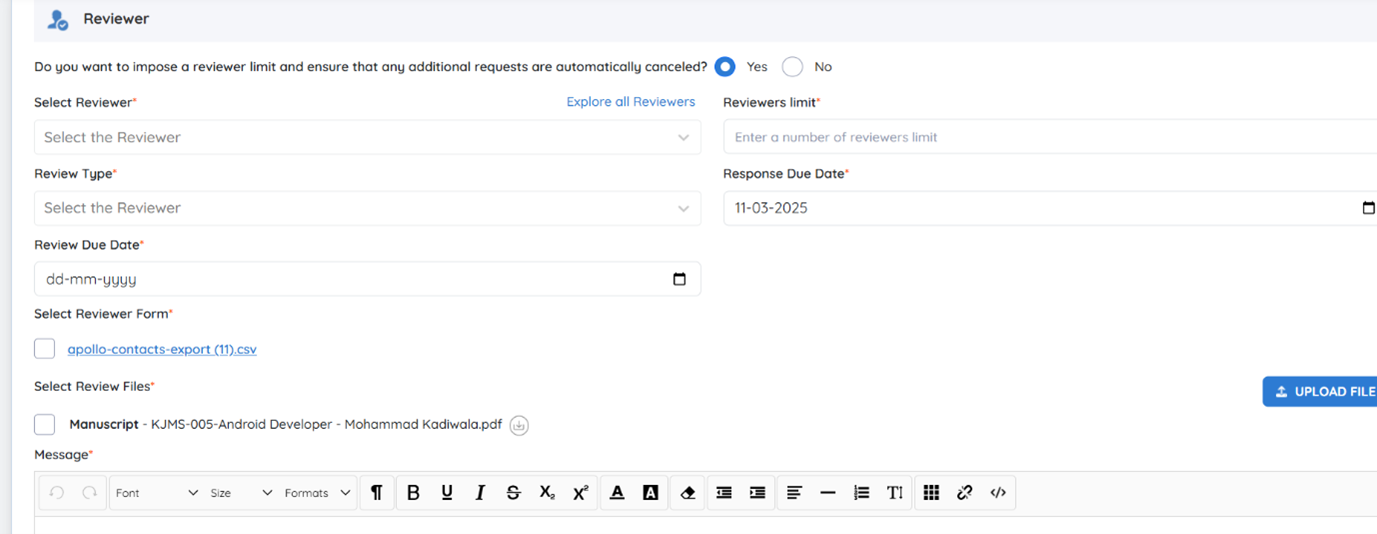 Reviewer
Do you want to impose a reviewer limit and ensure that any additional requests are automatically canceled? Yes No
Select Reviewer* Explore all Reviewers Reviewers limit*
Select the Reviewer Enter a number of reviewers limit
Review Type* Response Due Date*
Select the Reviewer 11-03-2025
Review Due Date*
dd-mm-yyyy
Select Reviewer Form*
apollo-contacts-export (11).csv
Select Review Files*
UPLOAD FILE
Manuscript - KJMS-005-Android Developer - Mohammad Kadiwala.pdf
Message*
Font Size Formats ¶ B U I S X₂ X² A A TI </>